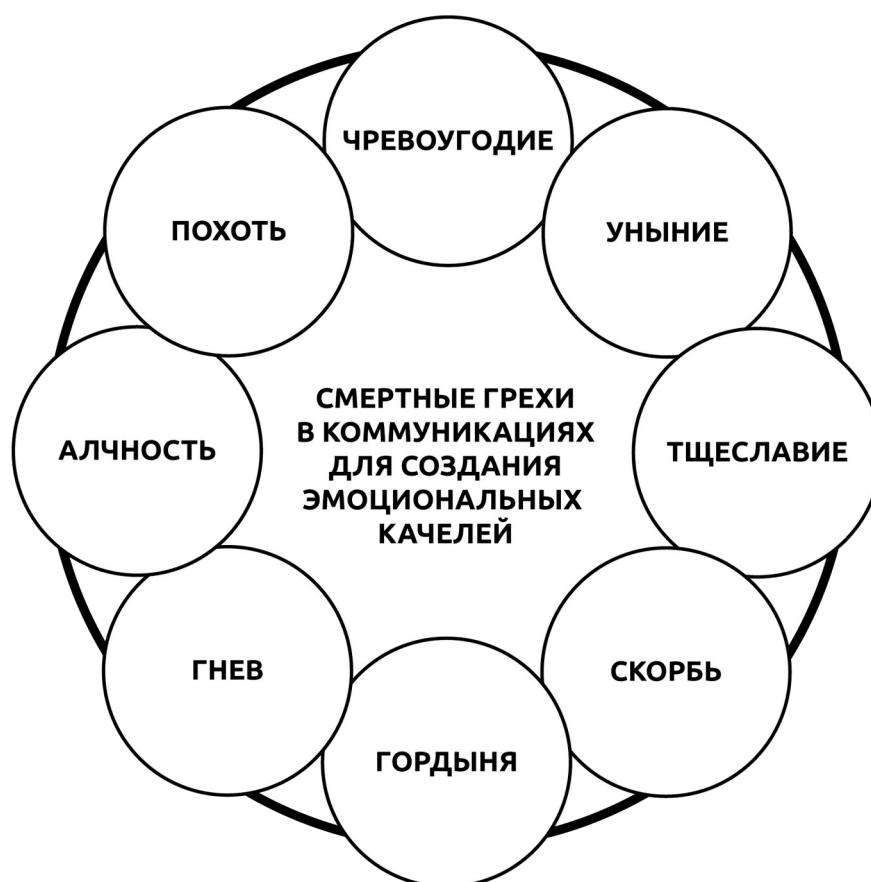 ЧРЕВОУГОДИЕ
ПОХОТЬ
УНЫНИЕ
СМЕРТНЫЕ ГРЕХИ
В КОММУНИКАЦИЯХ
ДЛЯ СОЗДАНИЯ
ЭМОЦИОНАЛЬНЫХ
КАЧЕЛЕЙ
АЛЧНОСТЬ
ТЩЕСЛАВИЕ
ГНЕВ
СКОРБЬ
ГОРДЫНЯ